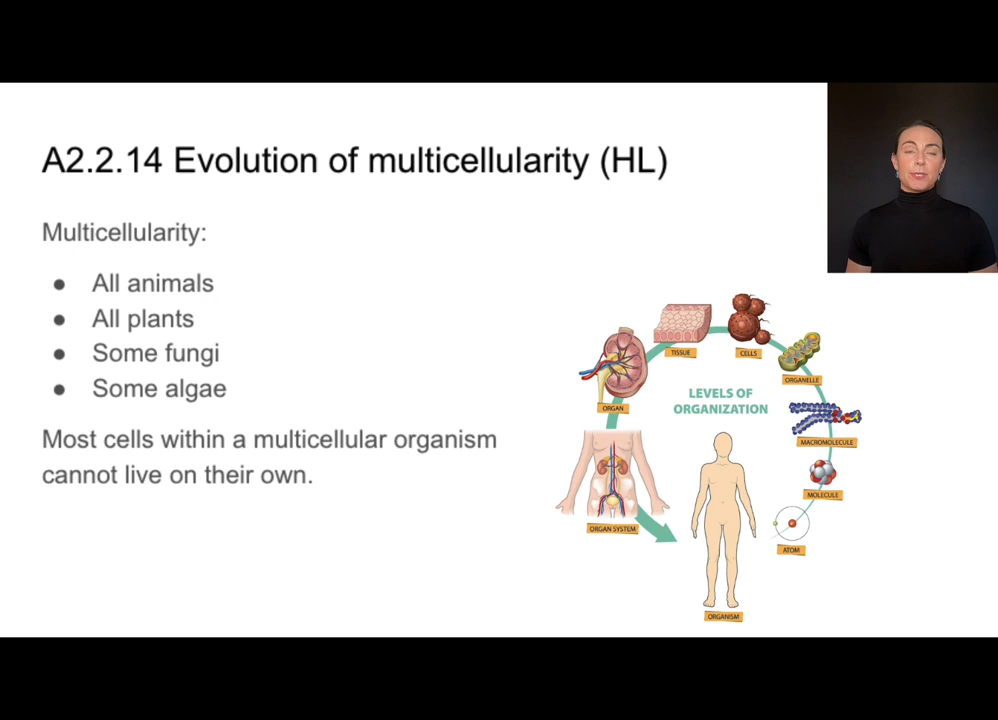 A2.2.14 Evolution of multicellularity (HL)
Multicellularity:
● All animals
● All plants
● Some fungi
● Some algae
Most cells within a multicellular organism
cannot live on their own.
LEVELS OF
ORGANIZATION
TISSUE
CELLS
ORGANELLE
MACROMOLECULE
MOLECULE
ATOM
ORGAN
ORGAN SYSTEM
ORGANISM